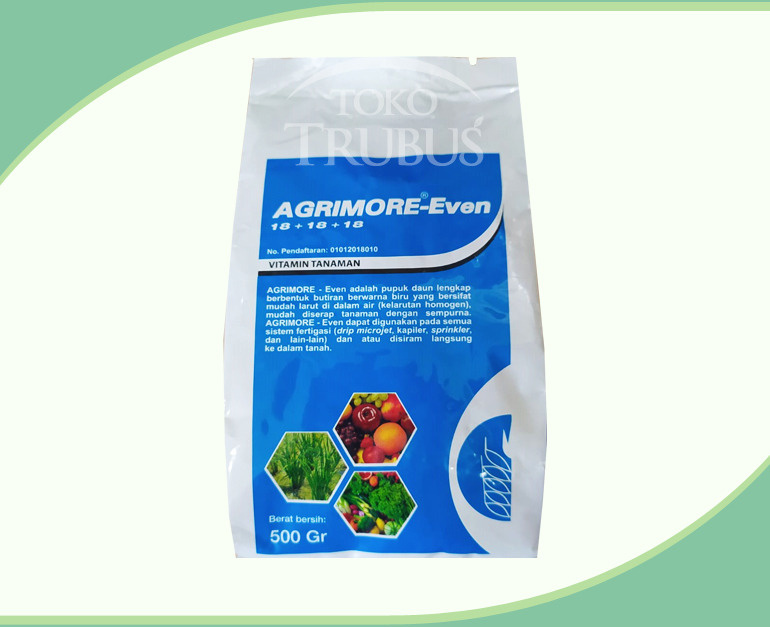 TOKO
TRUBUS
AGRIMORE®-Even
18 + 18 + 18
No. Pendaftaran: 01012018010
VITAMIN TANAMAN
AGRIMORE - Even adalah pupuk daun lengkap
berbentuk butiran berwarna biru yang bersifat
mudah larut di dalam air (kelarutan homogen),
mudah diserap tanaman dengan sempurna.
AGRIMORE - Even dapat digunakan pada semua
sistem fertigasi (drip microjet, kapiler, sprinkler,
dan lain-lain) dan atau disiram langsung
ke dalam tanah.
Berat bersih:
500 Gr